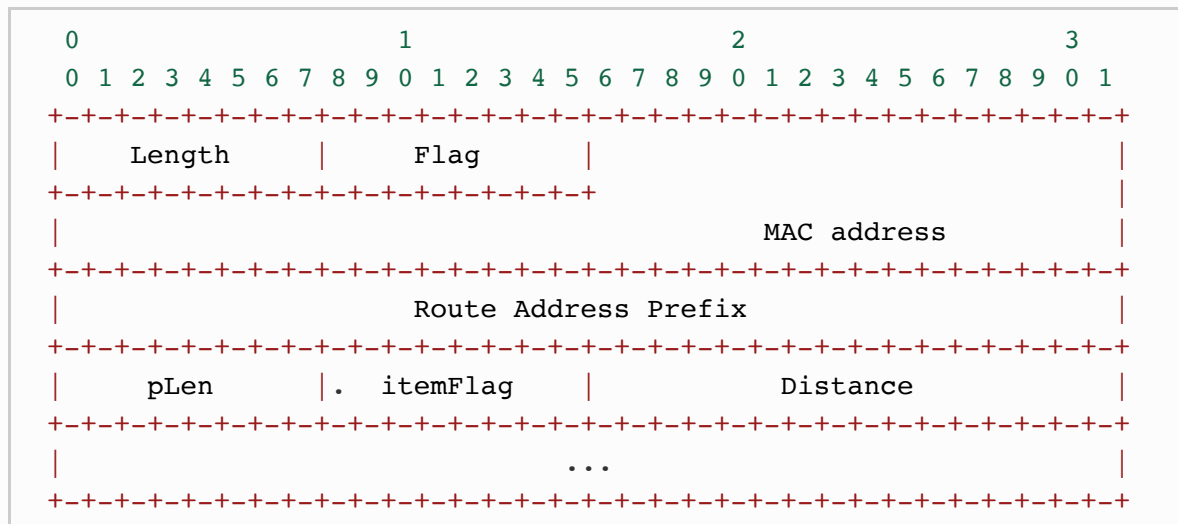 0                   1                   2                   3
 0 1 2 3 4 5 6 7 8 9 0 1 2 3 4 5 6 7 8 9 0 1 2 3 4 5 6 7 8 9 0 1
+-+-+-+-+-+-+-+-+-+-+-+-+-+-+-+-+-+-+-+-+-+-+-+-+-+-+-+-+-+-+-+-+
|    Length     |     Flag      |                               |
+-+-+-+-+-+-+-+-+-+-+-+-+-+-+-+-+                               |
|                                          MAC address          |
+-+-+-+-+-+-+-+-+-+-+-+-+-+-+-+-+-+-+-+-+-+-+-+-+-+-+-+-+-+-+-+-+
|                     Route Address Prefix                      |
+-+-+-+-+-+-+-+-+-+-+-+-+-+-+-+-+-+-+-+-+-+-+-+-+-+-+-+-+-+-+-+-+
|     pLen      |.  itemFlag    |           Distance            |
+-+-+-+-+-+-+-+-+-+-+-+-+-+-+-+-+-+-+-+-+-+-+-+-+-+-+-+-+-+-+-+-+
|                              ...                              |
+-+-+-+-+-+-+-+-+-+-+-+-+-+-+-+-+-+-+-+-+-+-+-+-+-+-+-+-+-+-+-+-+